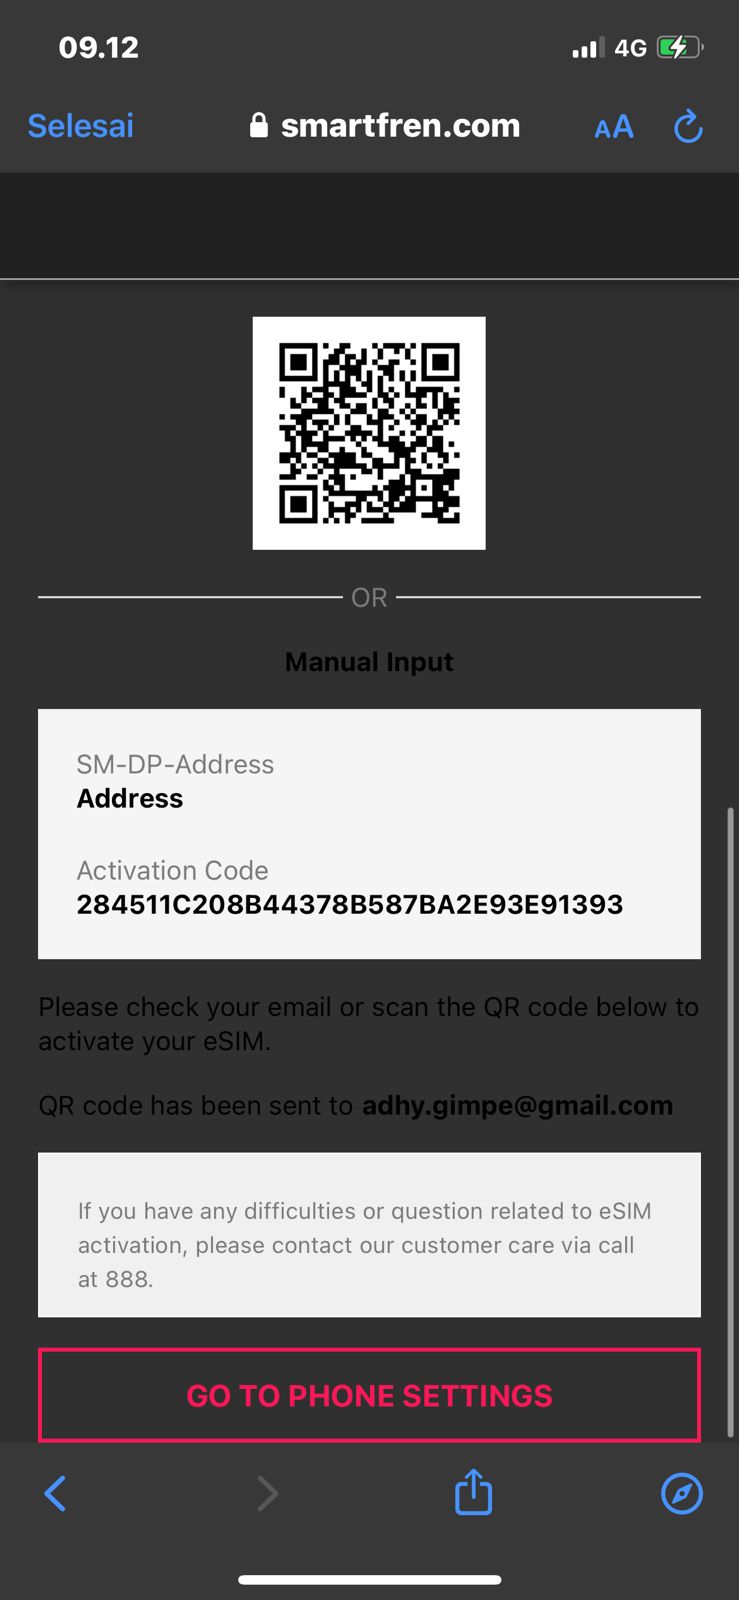 09.12
4G
Selesai
smartfren.com
AA
OR
Manual Input
SM-DP-Address
Address
Activation Code
284511C208B44378B587BA2E93E91393
Please check your email or scan the QR code below to
activate your eSIM.
QR code has been sent to adhy.gimpe@gmail.com
If you have any difficulties or question related to eSIM
activation, please contact our customer care via call
at 888.
GO TO PHONE SETTINGS